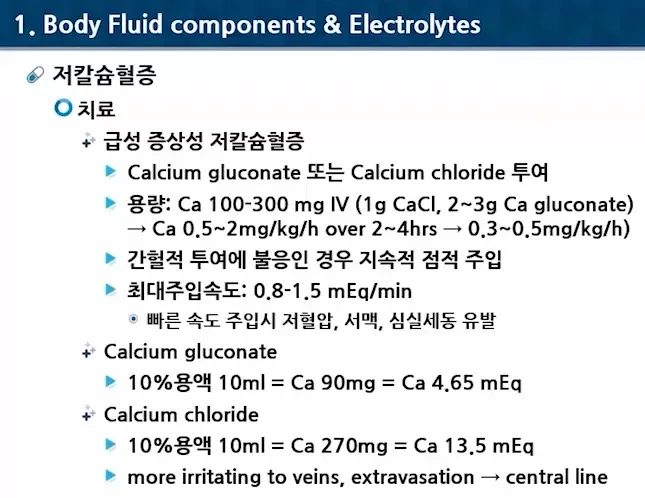 1. Body Fluid components & Electrolytes
저칼슘혈증
치료
급성 증상성 저칼슘혈증
Calcium gluconate 또는 Calcium chloride 투여
용량: Ca 100-300 mg IV (1g CaCl, 2~3g Ca gluconate)
→ Ca 0.5~2mg/kg/h over 2~4hrs → 0.3~0.5mg/kg/h)
간헐적 투여에 불응인 경우 지속적 점적 주입
최대주입속도: 0.8-1.5 mEq/min
빠른 속도 주입시 저혈압, 서맥, 심실세동 유발
Calcium gluconate
10%용액 10ml = Ca 90mg = Ca 4.65 mEq
Calcium chloride
10%용액 10ml = Ca 270mg = Ca 13.5 mEq
more irritating to veins, extravasation → central line